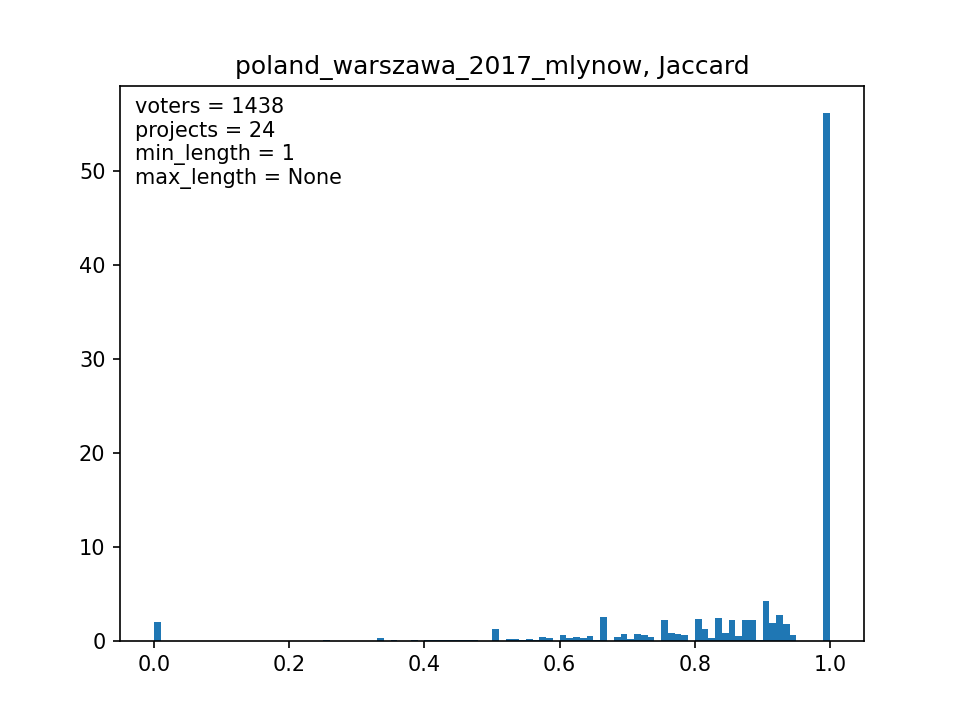 poland_warszawa_2017_mlynow, Jaccard
voters = 1438
projects = 24
min_length = 1
max_length = None
50
40
30
20
10
0
0.0 0.2 0.4 0.6 0.8 1.0